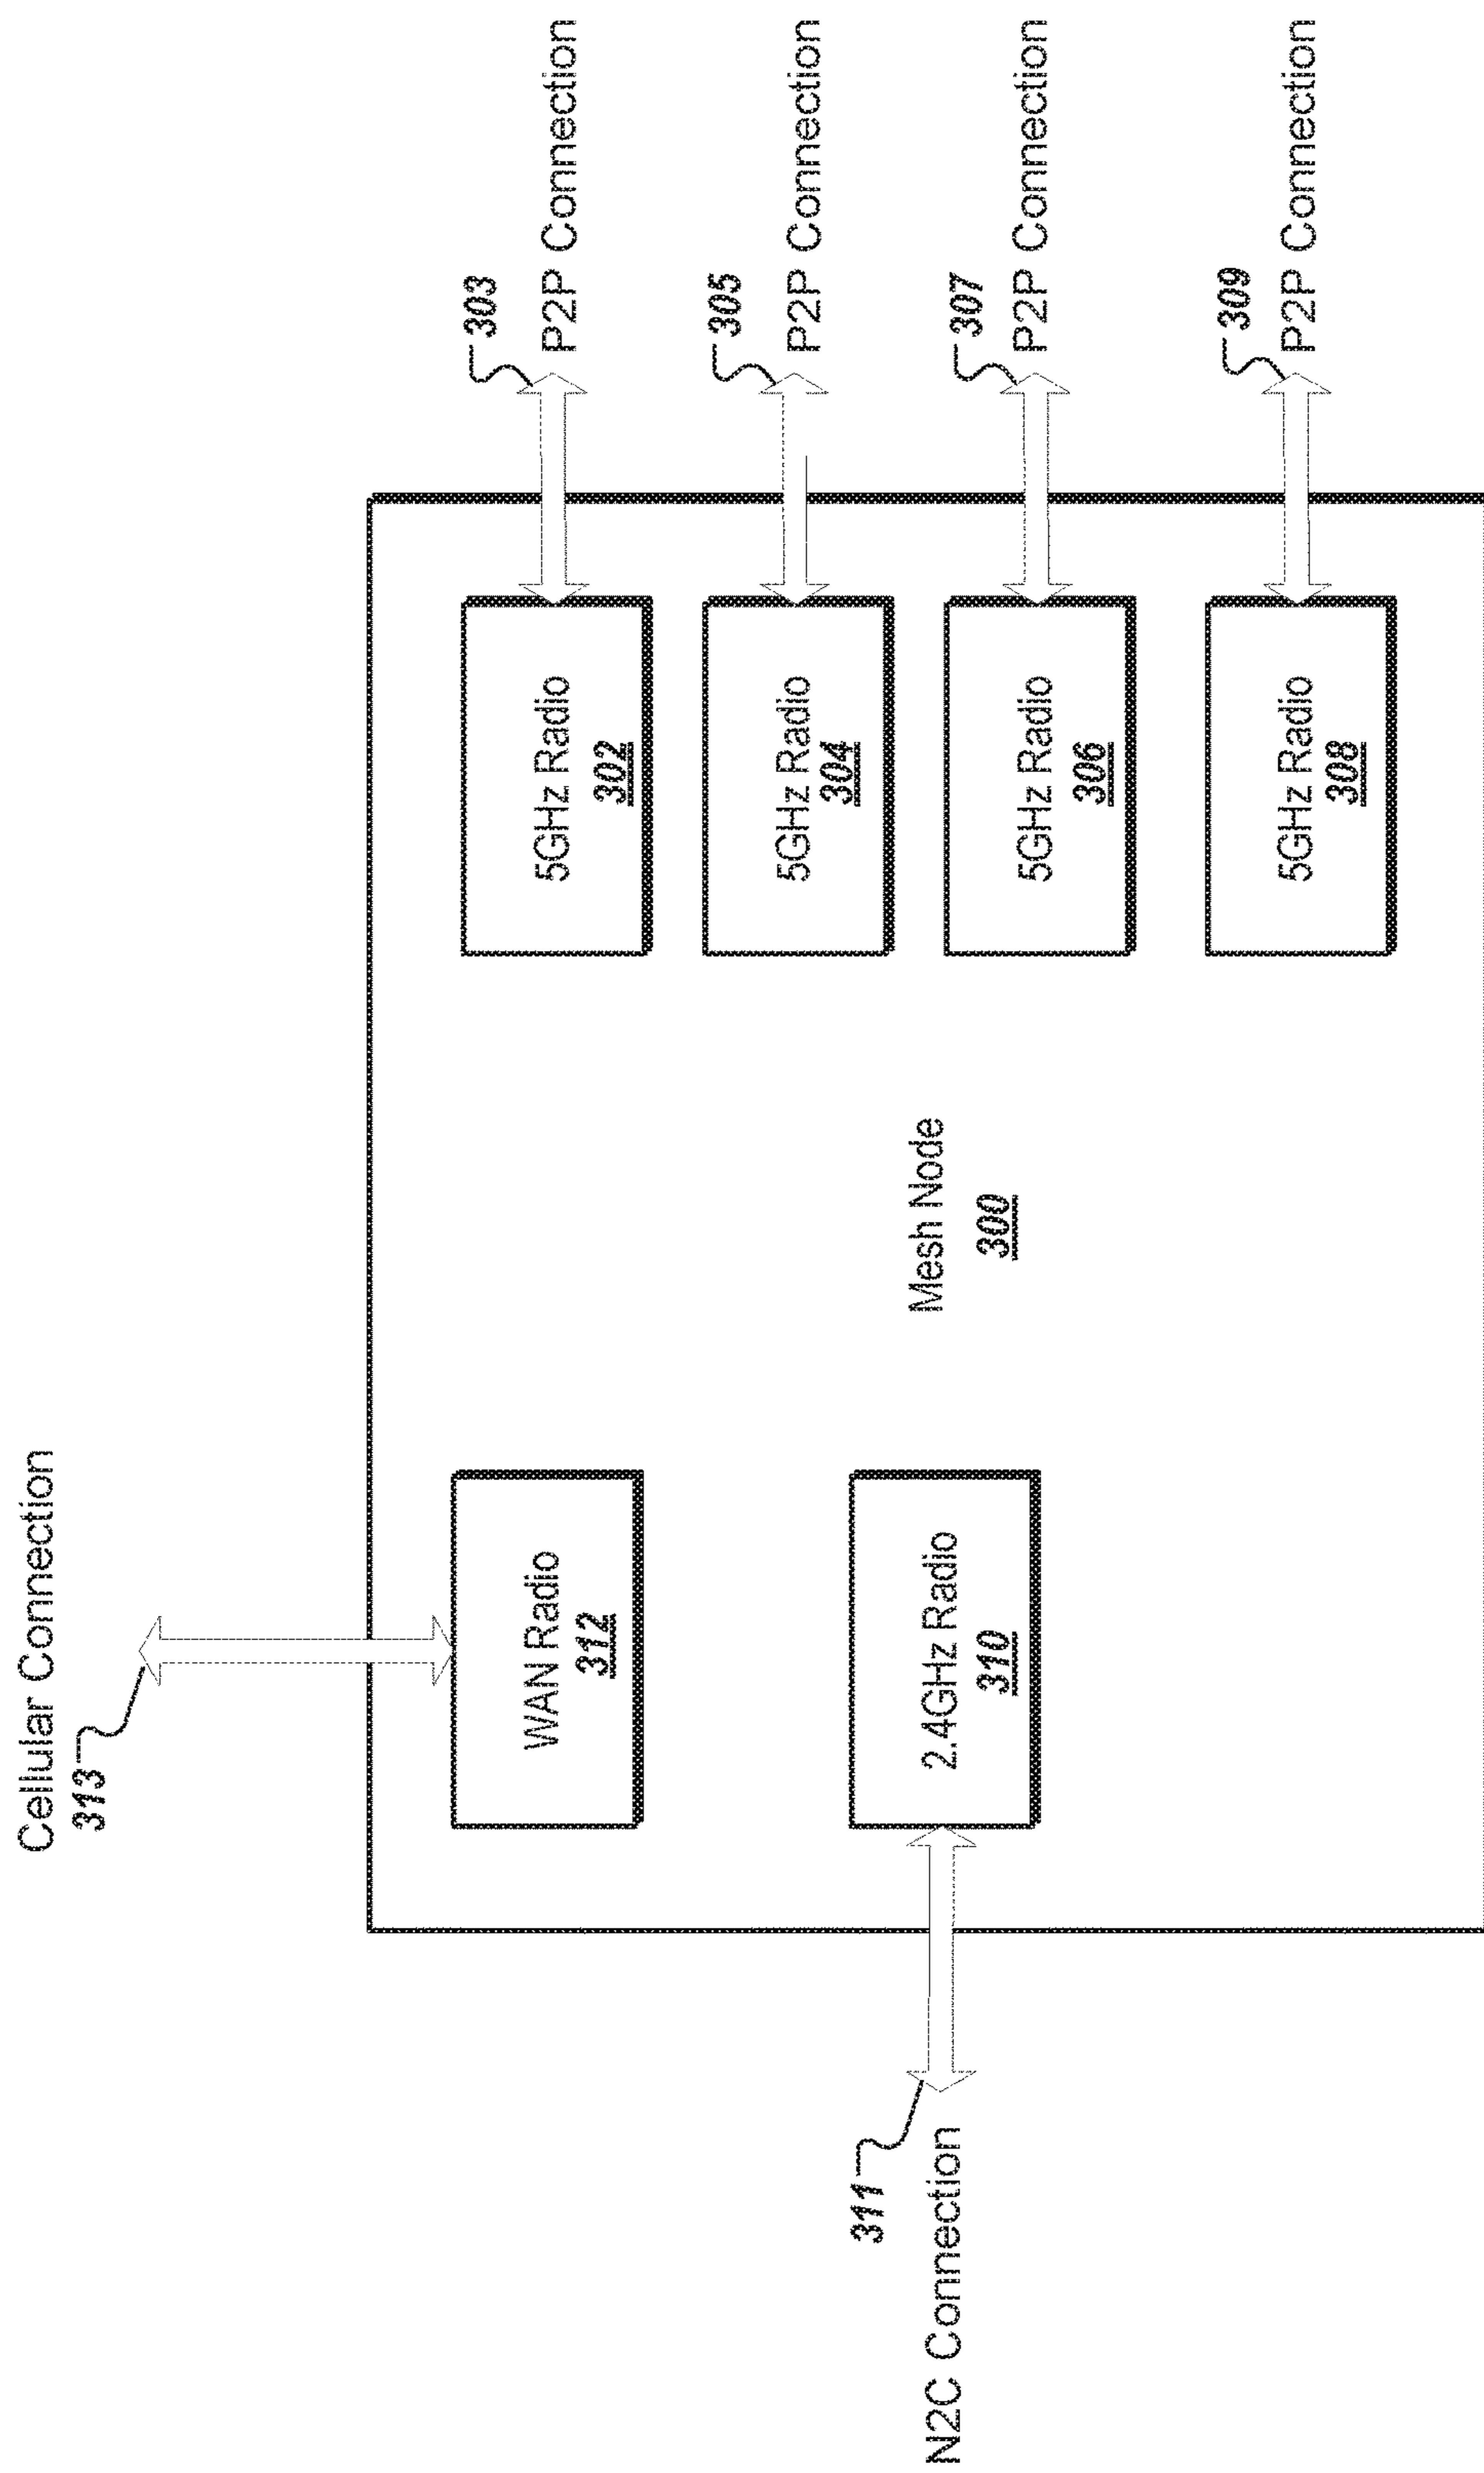 Cellular Connection
313
WAN Radio
312
5GHz Radio
302
303
P2P Connection
5GHz Radio
304
305
P2P Connection
N2C Connection
311
2.4GHz Radio
310
Mesh Node
300
5GHz Radio
306
307
P2P Connection
5GHz Radio
308
309
P2P Connection